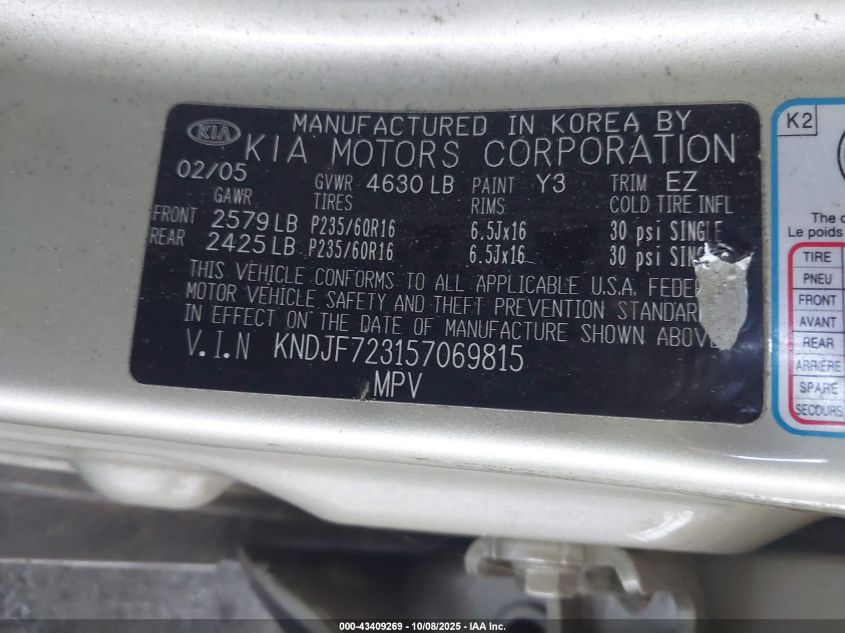 KIA
MANUFACTURED IN KOREA BY
KIA MOTORS CORPORATION
02/05 GVWR 4630 LB PAINT Y3 TRIM EZ
GAWR TIRES RIMS COLD TIRE INFL
FRONT 2579 LB P235/60R16 6.5Jx16 30 psi SINGLE
REAR 2425 LB P235/60R16 6.5Jx16 30 psi
THIS VEHICLE CONFORMS TO ALL APPLICABLE U.S.A. FEDER
MOTOR VEHICLE SAFETY AND THEFT PREVENTION STANDAR
IN EFFECT ON THE DATE OF MANUFACTURE SHOWN ABOVE
V.I.N KNDJF723157069815
MPV
K2
The c
Le poids
TIRE
PNEU
FRONT
AVANT
REAR
ARRIÈRE
SPARE
SECOURS
000-43409269 - 10/08/2025 - IAA Inc.